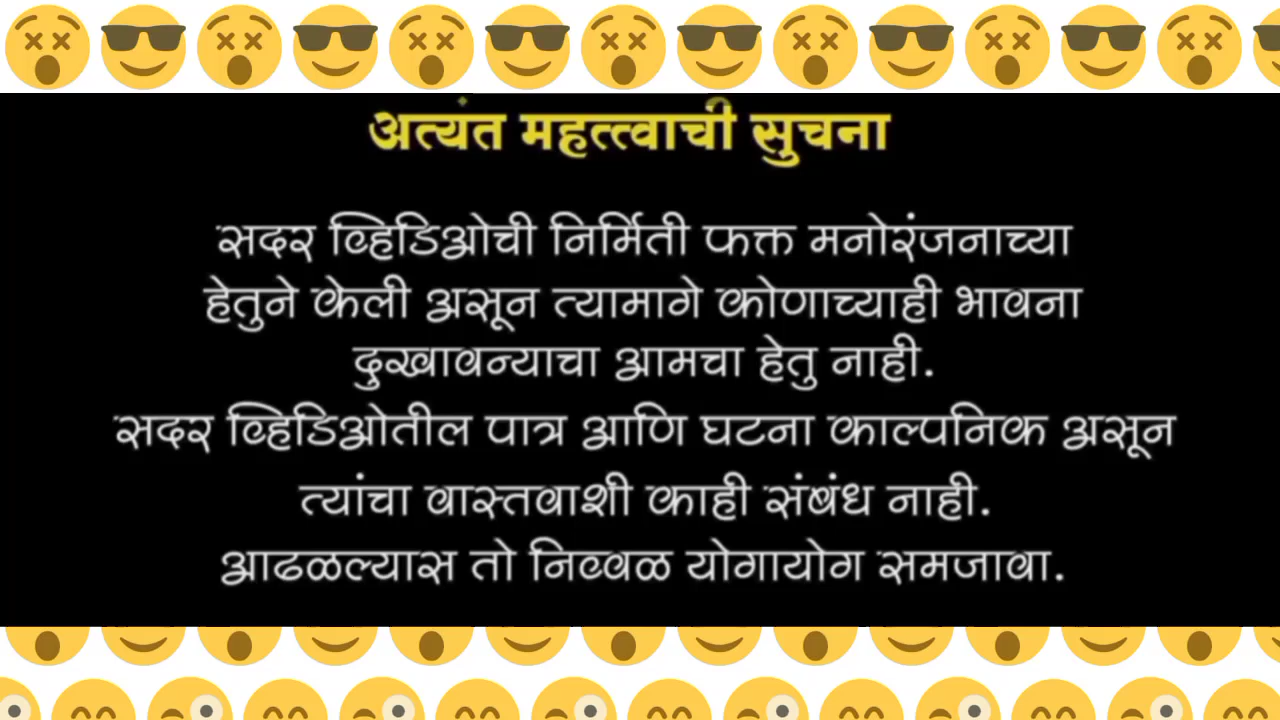 अत्यंत महत्त्वाची सुचना
सदर व्हिडिओची निर्मिती फक्त मनोरंजनाच्या
हेतुने केली असून त्यामागे कोणाच्याही भावना
दुखावन्याचा आमचा हेतु नाही.
सदर व्हिडिओतील पात्र आणि घटना काल्पनिक असून
त्यांचा वास्तवाशी काही संबंध नाही.
आढळल्यास तो निव्वळ योगायोग समजावा.